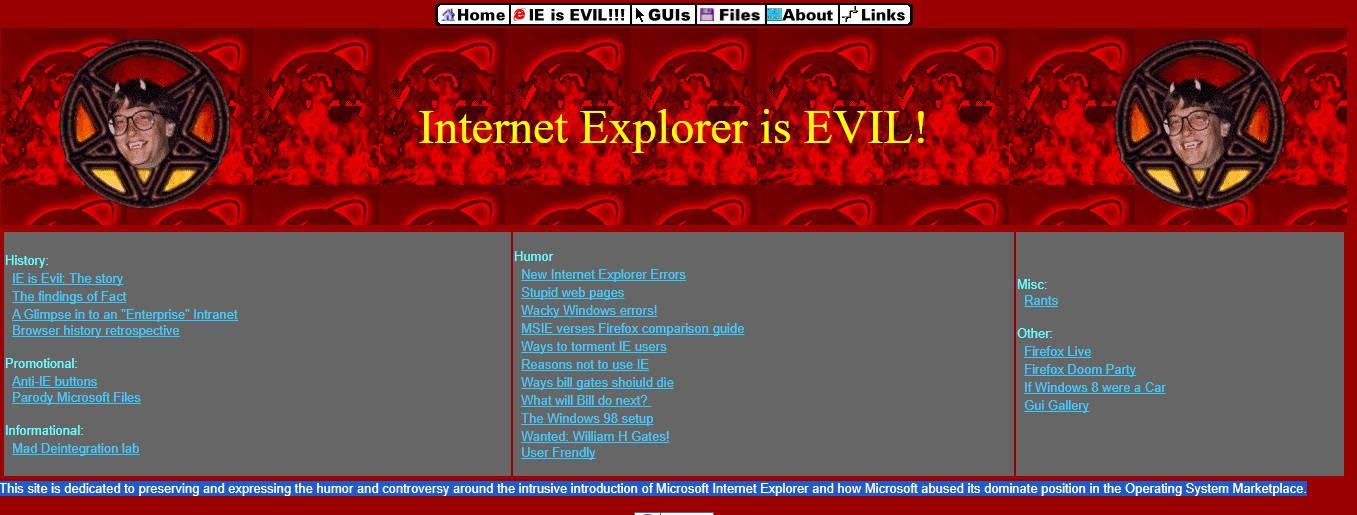 Home IE is EVIL!!! GUIs Files About Links
Internet Explorer is EVIL!
History:
IE is Evil: The story
The findings of Fact
A Glimpse in to an "Enterprise" Intranet
Browser history retrospective
Promotional:
Anti-IE buttons
Parody Microsoft Files
Informational:
Mad Deintegration lab
Humor
New Internet Explorer Errors
Stupid web pages
Wacky Windows errors!
MSIE verses Firefox comparison guide
Ways to torment IE users
Reasons not to use IE
Ways bill gates shoiuld die
What will Bill do next?
The Windows 98 setup
Wanted: William H Gates!
User Frendly
Misc:
Rants
Other:
Firefox Live
Firefox Doom Party
If Windows 8 were a Car
Gui Gallery
This site is dedicated to preserving and expressing the humor and controversy around the intrusive introduction of Microsoft Internet Explorer and how Microsoft abused its dominate position in the Operating System Marketplace.